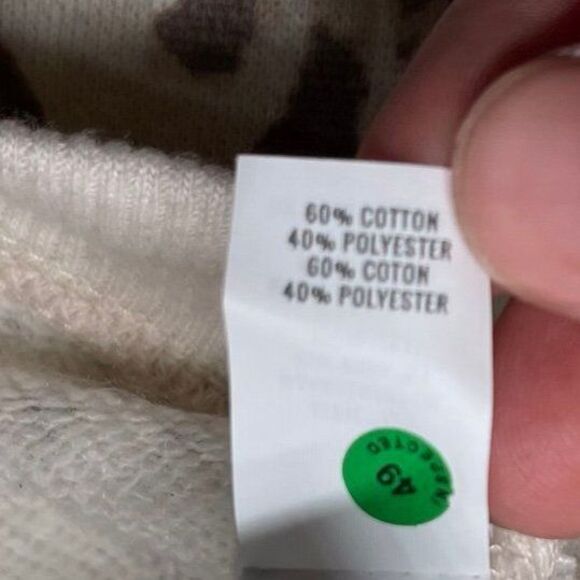 60% COTTON
40% POLYESTER
60% COTON
40% POLYESTER
INSPECTED
49